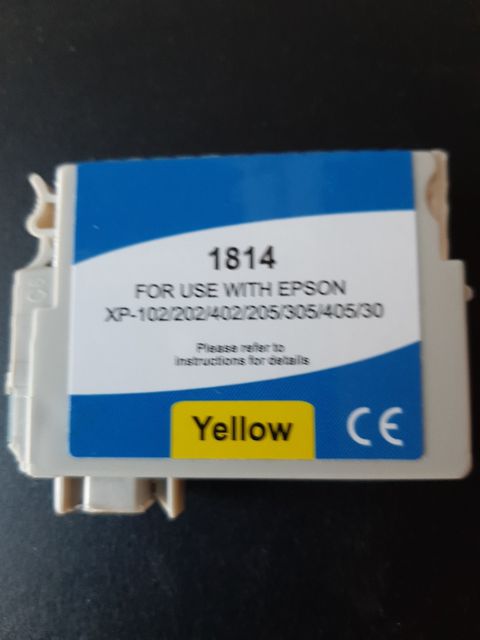 1814
FOR USE WITH EPSON
XP-102/202/402/205/305/405/30
Please refer to
instructions for details
Yellow
CE